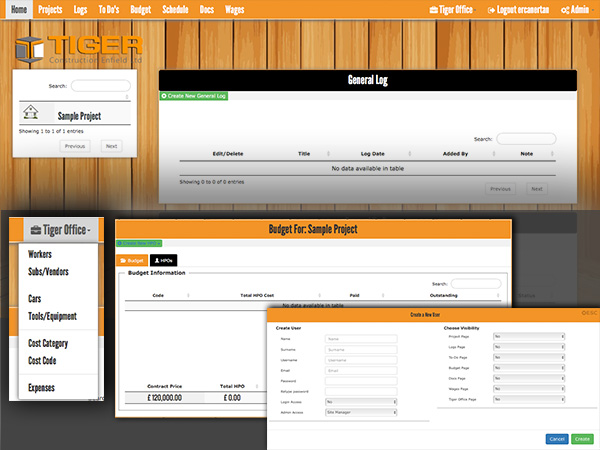 Home Projects Logs To Do's Budget Schedule Docs Wages Tiger Office Logout ercanertan Admin
TIGER
Construction Enfield Ltd
Search:
Sample Project
Showing 1 to 1 of 1 entries
Previous Next
General Log
Create New General Log
Search:
Edit/Delete Title Log Date Added By Note
No data available in table
Showing 0 to 0 of 0 entries
Previous Next
Tiger Office
Workers
Subs/Vendors
Cars
Tools/Equipment
Cost Category
Cost Code
Expenses
Budget For: Sample Project
Create New HPO
Budget HPOs
Budget Information
Search:
Code Total HPO Cost Paid Outstanding
No data available in table
Contract Price Total HPO
£ 120,000.00 £ 0.00
Status
Create a New User
Create User
Name Name
Surname Surname
Username Username
Email Email
Password
Retype password
Login Access No
Admin Access Site Manager
Choose Visibility
Project Page No
Logs Page No
To-Do Page No
Budget Page No
Docs Page No
Wages Page No
Tiger Office Page No
Cancel Create